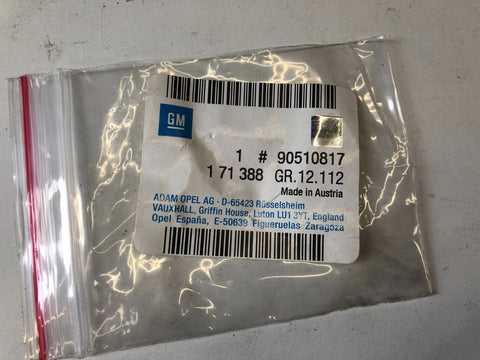 GM
1 # 90510817
1 71 388 GR.12.112
Made in Austria
ADAM OPEL AG - D-65423 Rüsselsheim
VAUXHALL, Griffin House, Luton LU1 3YT, England
Opel España, E-50639 Figueruelas Zaragoza